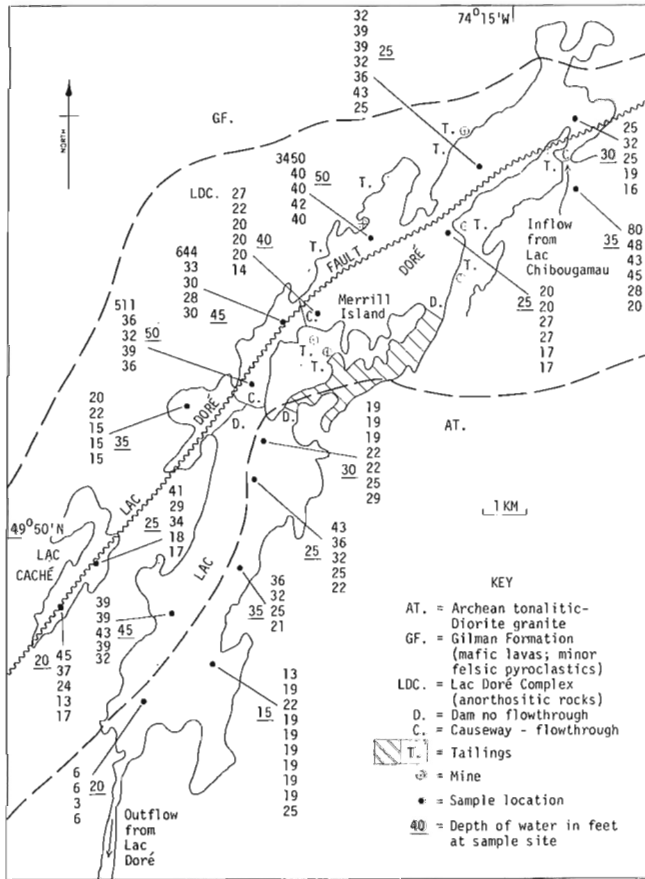 32
39
39
32 25
36
43
25
74°15'W
NORTH
GF.
T.
3450
40 50
40
42
40
T.
LDC. 27
22
20
20 40
20
14
T.
FAULT
DORÉ
T.
C
25
32
25 30
19
16
Inflow
from
Lac
Chibougamau
80
35 48
43
45
28
20
644
33
30
28
30 45
C.
Merrill
Island
D.
T.
T.
25 20
20
27
27
17
17
511
36
32 50
39
36
T.
T.
C.
D.
D.
DORÉ
20
22
15
15 35
15
AT.
19
19
19
22
30 22
25
29
LAC
41
29
25 34
18
17
49°50'N
LAC
CACHÉ
LAC
43
36
25 32
25
22
1 KM
36
32
35 25
21
39
39
43 45
39
32
20 45
37
24
13
17
13
19
22
15 19
19
19
19
19
19
25
6
6 20
3
6
Outflow
from
Lac
Doré
KEY
AT. = Archean tonalitic-
Diorite granite
GF. = Gilman Formation
(mafic lavas; minor
felsic pyroclastics)
LDC. = Lac Doré Complex
(anorthositic rocks)
D. = Dam no flowthrough
C. = Causeway - flowthrough
T. = Tailings
= Mine
= Sample location
40 = Depth of water in feet
at sample site